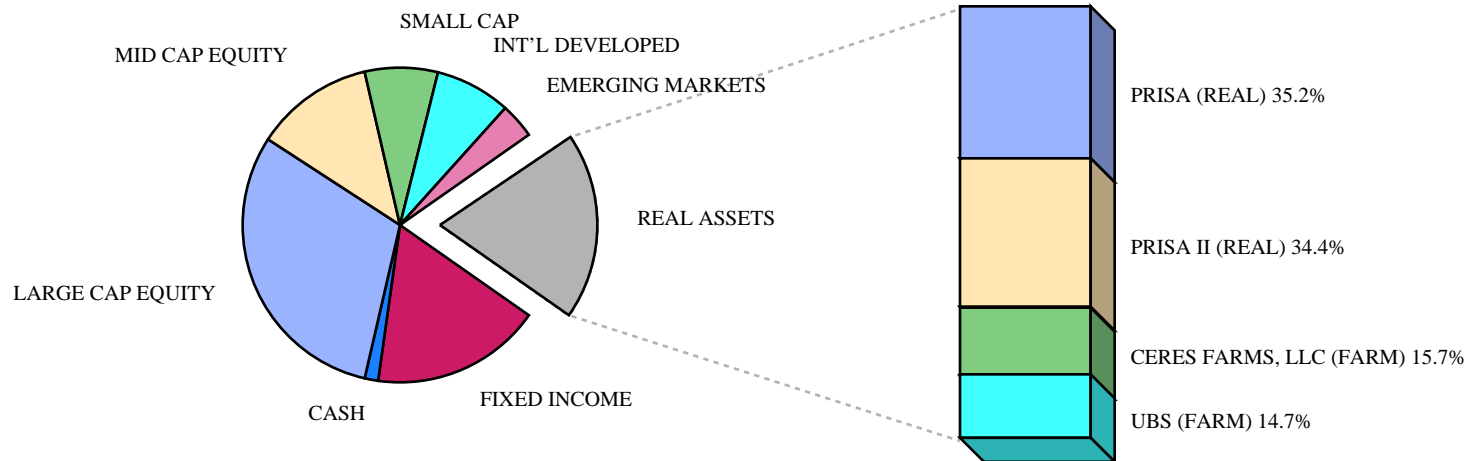 SMALL CAP
INT'L DEVELOPED
MID CAP EQUITY
EMERGING MARKETS
PRISA (REAL) 35.2%
REAL ASSETS
PRISA II (REAL) 34.4%
LARGE CAP EQUITY
CERES FARMS, LLC (FARM) 15.7%
FIXED INCOME
CASH
UBS (FARM) 14.7%